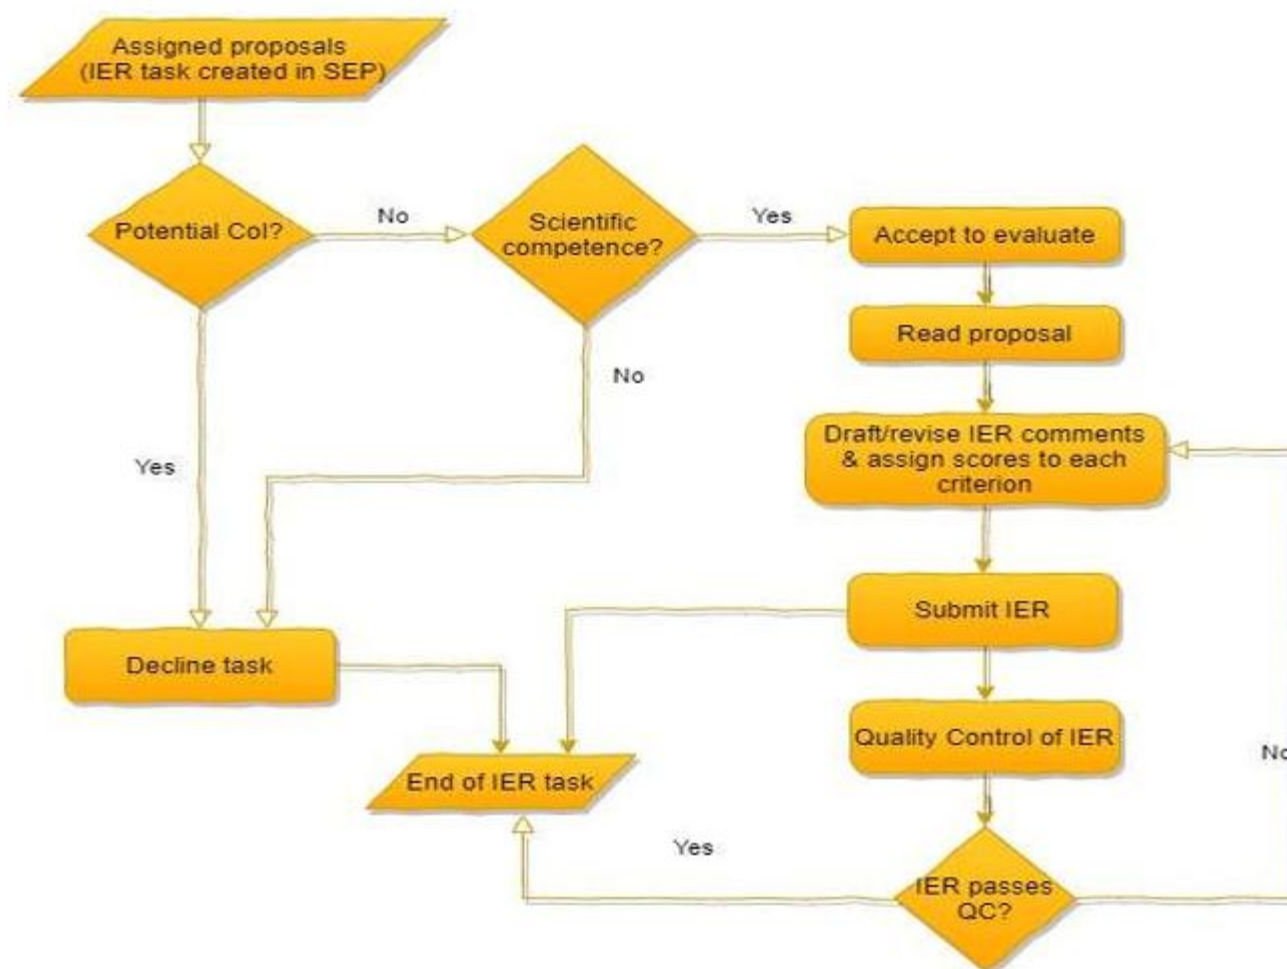 Assigned proposals
(IER task created in SEP)
Potential CoI?
No
Scientific
competence?
Yes
Accept to evaluate
Read proposal
No
Draft/revise IER comments
& assign scores to each
criterion
Yes
Submit IER
Decline task
Quality Control of IER
End of IER task
No
Yes
IER passes
QC?